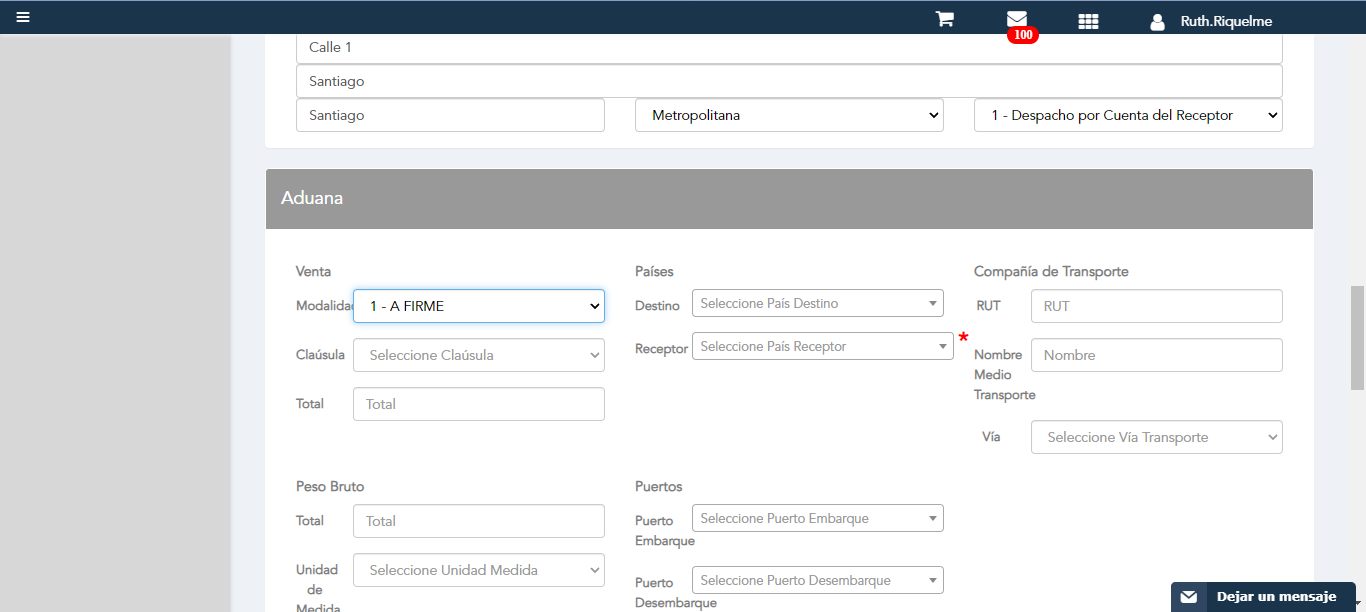 Ruth.Riquelme
100
Calle 1
Santiago
Santiago
Metropolitana
1 - Despacho por Cuenta del Receptor
Aduana
Venta
Modalidad
1 - A FIRME
Claúsula
Seleccione Claúsula
Total
Total
Países
Destino
Seleccione País Destino
Receptor
Seleccione País Receptor
*
Compañía de Transporte
RUT
RUT
Nombre
Medio
Transporte
Nombre
Vía
Seleccione Vía Transporte
Peso Bruto
Total
Total
Unidad
de
Medida
Seleccione Unidad Medida
Puertos
Puerto
Embarque
Seleccione Puerto Embarque
Puerto
Desembarque
Seleccione Puerto Desembarque
Dejar un mensaje